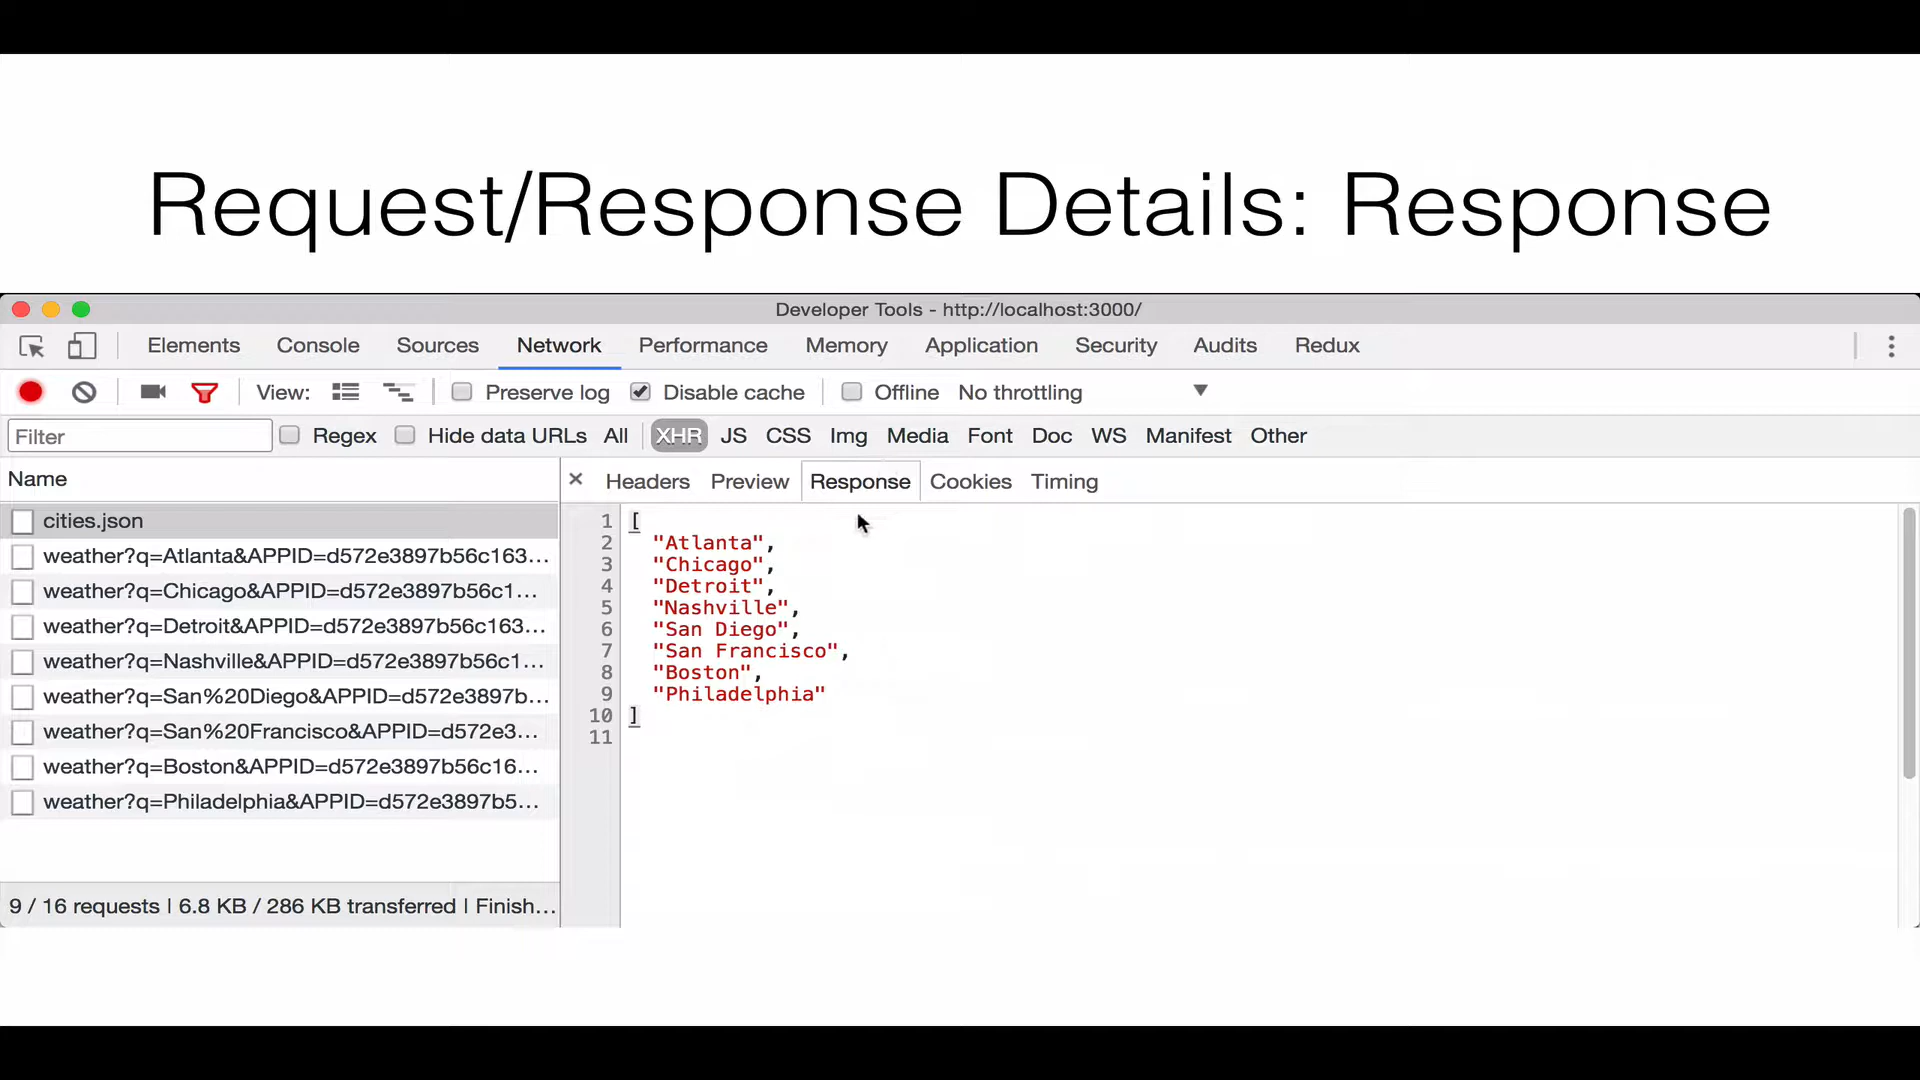 Request/Response Details: Response
Developer Tools - http://localhost:3000/
Elements Console Sources Network Performance Memory Application Security Audits Redux
View: Preserve log Disable cache Offline No throttling
Filter Regex Hide data URLs All XHR JS CSS Img Media Font Doc WS Manifest Other
Name
× Headers Preview Response Cookies Timing
cities.json
weather?q=Atlanta&APPID=d572e3897b56c163...
weather?q=Chicago&APPID=d572e3897b56c1...
weather?q=Detroit&APPID=d572e3897b56c163...
weather?q=Nashville&APPID=d572e3897b56c1...
weather?q=San%20Diego&APPID=d572e3897b...
weather?q=San%20Francisco&APPID=d572e3...
weather?q=Boston&APPID=d572e3897b56c16...
weather?q=Philadelphia&APPID=d572e3897b5...
9 / 16 requests | 6.8 KB / 286 KB transferred | Finish...
1 [
2 "Atlanta",
3 "Chicago",
4 "Detroit",
5 "Nashville",
6 "San Diego",
7 "San Francisco",
8 "Boston",
9 "Philadelphia"
10 ]
11